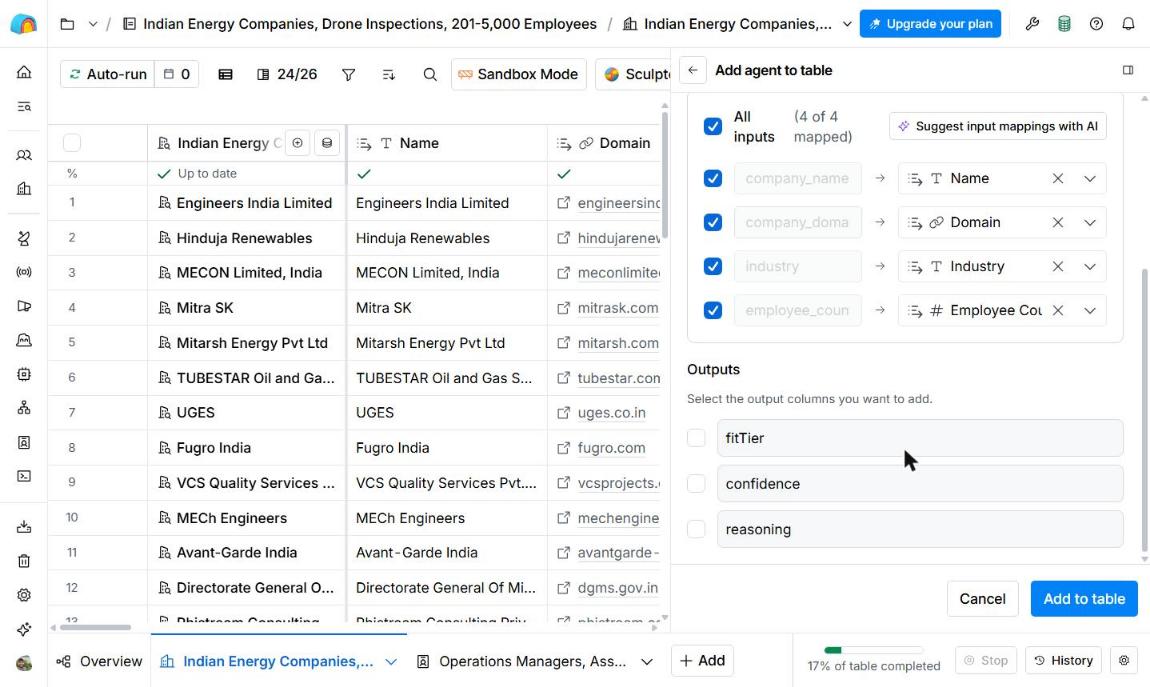 / Indian Energy Companies, Drone Inspections, 201-5,000 Employees / Indian Energy Companies,... Upgrade your plan
Auto-run 0 24/26 Sandbox Mode Sculpt
Add agent to table
Indian Energy C Name Domain
% Up to date
1 Engineers India Limited Engineers India Limited engineersinc
2 Hinduja Renewables Hinduja Renewables hindujarenew
3 MECON Limited, India MECON Limited, India meconlimite
4 Mitra SK Mitra SK mitrask.com
5 Mitarsh Energy Pvt Ltd Mitarsh Energy Pvt Ltd mitarsh.com
6 TUBESTAR Oil and Ga... TUBESTAR Oil and Gas S... tubestar.con
7 UGES UGES uges.co.in
8 Fugro India Fugro India fugro.com
9 VCS Quality Services ... VCS Quality Services Pvt.... vcsprojects.
10 MECh Engineers MECh Engineers mechengine
11 Avant-Garde India Avant-Garde India avantgarde-
12 Directorate General O... Directorate General Of Mi... dgms.gov.in
13
All inputs (4 of 4 mapped) Suggest input mappings with AI
company_name → Name
company_doma → Domain
industry → Industry
employee_coun → # Employee Cou
Outputs
Select the output columns you want to add.
fitTier
confidence
reasoning
Cancel Add to table
Overview Indian Energy Companies,... Operations Managers, Ass... + Add
17% of table completed Stop History